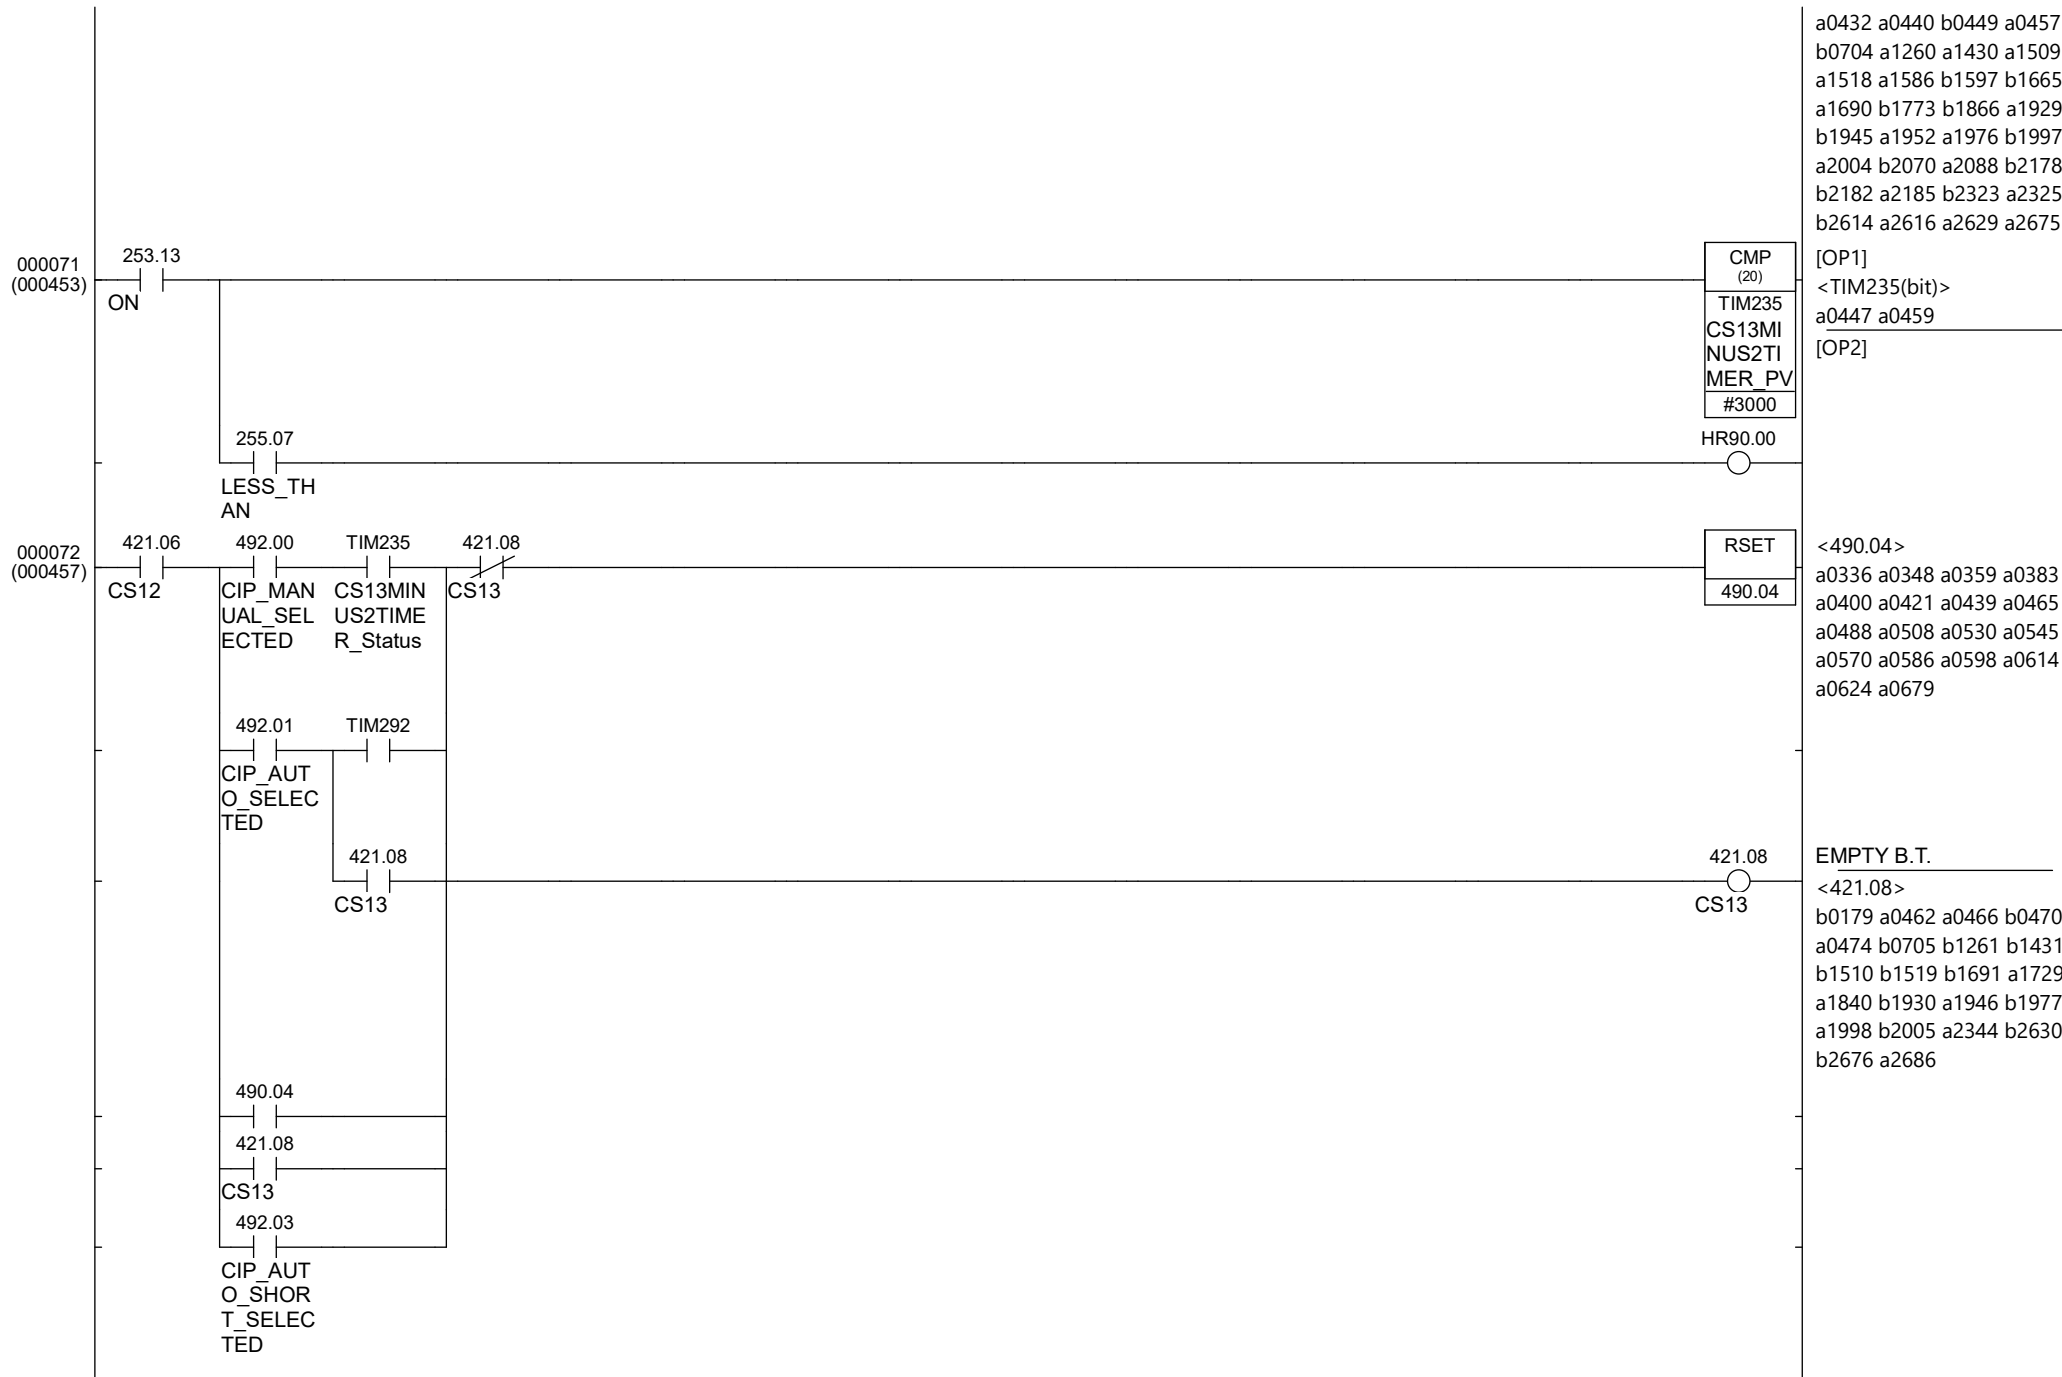 a0432 a0440 b0449 a0457
b0704 a1260 a1430 a1509
a1518 a1586 b1597 b1665
a1690 b1773 b1866 a1929
b1945 a1952 a1976 b1997
a2004 b2070 a2088 b2178
b2182 a2185 b2323 a2325
b2614 a2616 a2629 a2675
000071
(000453)
253.13
ON
CMP
(20)
TIM235
CS13MI
NUS2TI
MER_PV
#3000
[OP1]
<TIM235(bit)>
a0447 a0459
[OP2]
255.07
LESS_TH
AN
HR90.00
000072
(000457)
421.06
CS12
492.00
CIP_MAN
UAL_SEL
ECTED
TIM235
CS13MIN
US2TIME
R_Status
421.08
CS13
RSET
490.04
<490.04>
a0336 a0348 a0359 a0383
a0400 a0421 a0439 a0465
a0488 a0508 a0530 a0545
a0570 a0586 a0598 a0614
a0624 a0679
492.01
CIP_AUT
O_SELEC
TED
TIM292
421.08
CS13
421.08
CS13
EMPTY B.T.
<421.08>
b0179 a0462 a0466 b0470
a0474 b0705 b1261 b1431
b1510 b1519 b1691 a1729
a1840 b1930 a1946 b1977
a1998 b2005 a2344 b2630
b2676 a2686
490.04
421.08
CS13
492.03
CIP_AUT
O_SHOR
T_SELEC
TED